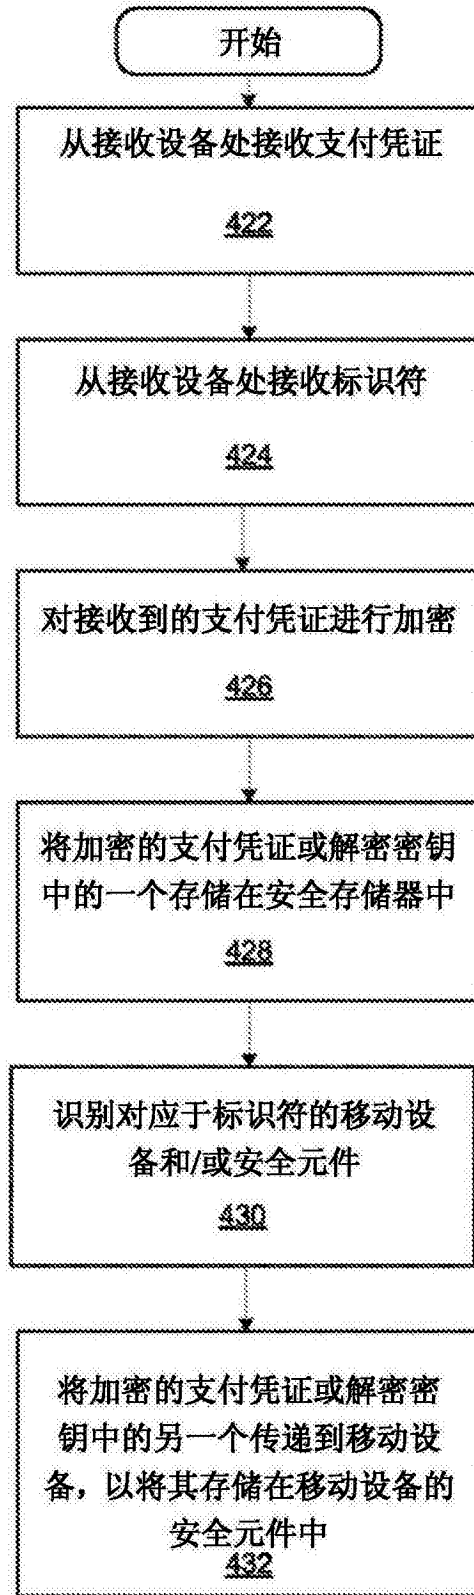 开始
从接收设备处接收支付凭证
422
从接收设备处接收标识符
424
对接收到的支付凭证进行加密
426
将加密的支付凭证或解密密钥
中的一个存储在安全存储器中
428
识别对应于标识符的移动设
备和/或安全元件
430
将加密的支付凭证或解密密
钥中的另一个传递到移动设
备，以将其存储在移动设备的
安全元件中
432